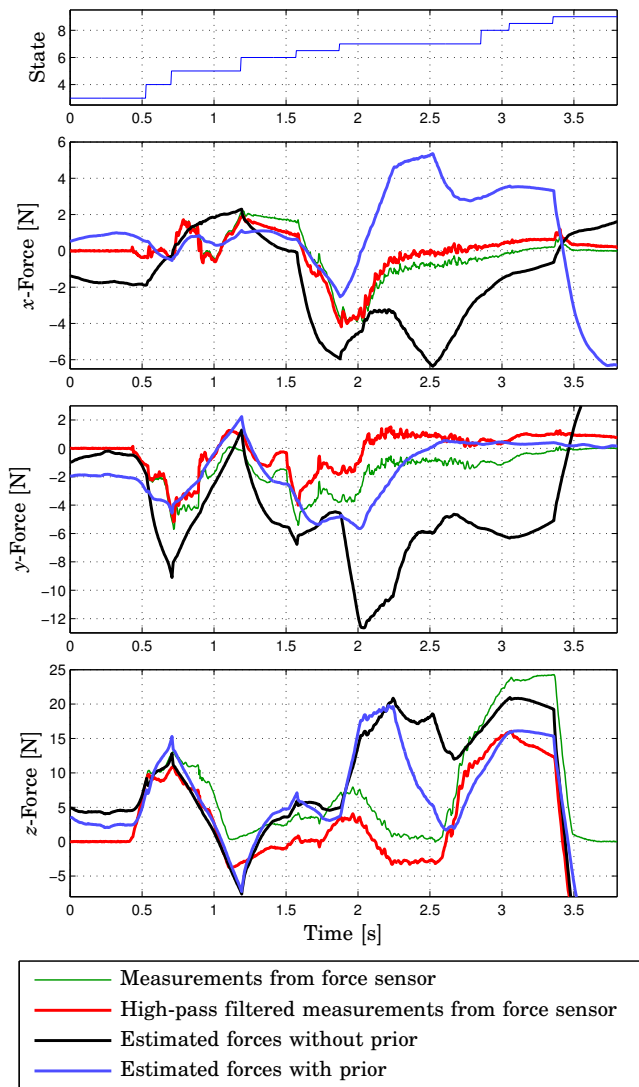 State
8
6
4
0 0.5 1 1.5 2 2.5 3 3.5
x-Force [N]
6
4
2
0
−2
−4
−6
0 0.5 1 1.5 2 2.5 3 3.5
y-Force [N]
2
0
−2
−4
−6
−8
−10
−12
0 0.5 1 1.5 2 2.5 3 3.5
z-Force [N]
25
20
15
10
5
0
−5
0 0.5 1 1.5 2 2.5 3 3.5
Time [s]
Measurements from force sensor
High-pass filtered measurements from force sensor
Estimated forces without prior
Estimated forces with prior